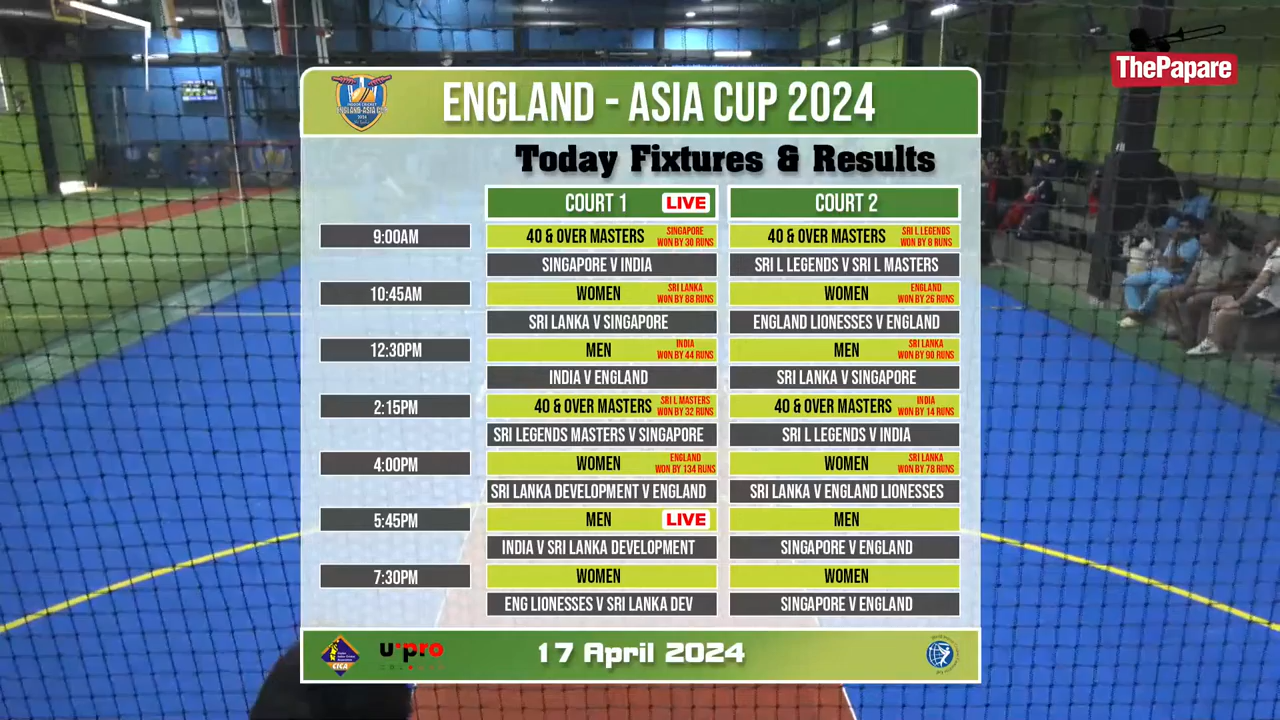 ThePapare
INDOOR CRICKET
ENGLAND-ASIA CUP
2024
ENGLAND - ASIA CUP 2024
Today Fixtures & Results
COURT 1 LIVE COURT 2
9:00AM 40 & OVER MASTERS SINGAPORE WON BY 30 RUNS 40 & OVER MASTERS SRI L LEGENDS WON BY 8 RUNS
SINGAPORE V INDIA SRI L LEGENDS V SRI L MASTERS
10:45AM WOMEN SRI LANKA WON BY 88 RUNS WOMEN ENGLAND WON BY 26 RUNS
SRI LANKA V SINGAPORE ENGLAND LIONESSES V ENGLAND
12:30PM MEN INDIA WON BY 44 RUNS MEN SRI LANKA WON BY 90 RUNS
INDIA V ENGLAND SRI LANKA V SINGAPORE
2:15PM 40 & OVER MASTERS SRI L MASTERS WON BY 32 RUNS 40 & OVER MASTERS INDIA WON BY 14 RUNS
SRI LEGENDS MASTERS V SINGAPORE SRI L LEGENDS V INDIA
4:00PM WOMEN ENGLAND WON BY 134 RUNS WOMEN SRI LANKA WON BY 78 RUNS
SRI LANKA DEVELOPMENT V ENGLAND SRI LANKA V ENGLAND LIONESSES
5:45PM MEN LIVE MEN
INDIA V SRI LANKA DEVELOPMENT SINGAPORE V ENGLAND
7:30PM WOMEN WOMEN
ENG LIONESSES V SRI LANKA DEV SINGAPORE V ENGLAND
CICA
u·pro
17 April 2024